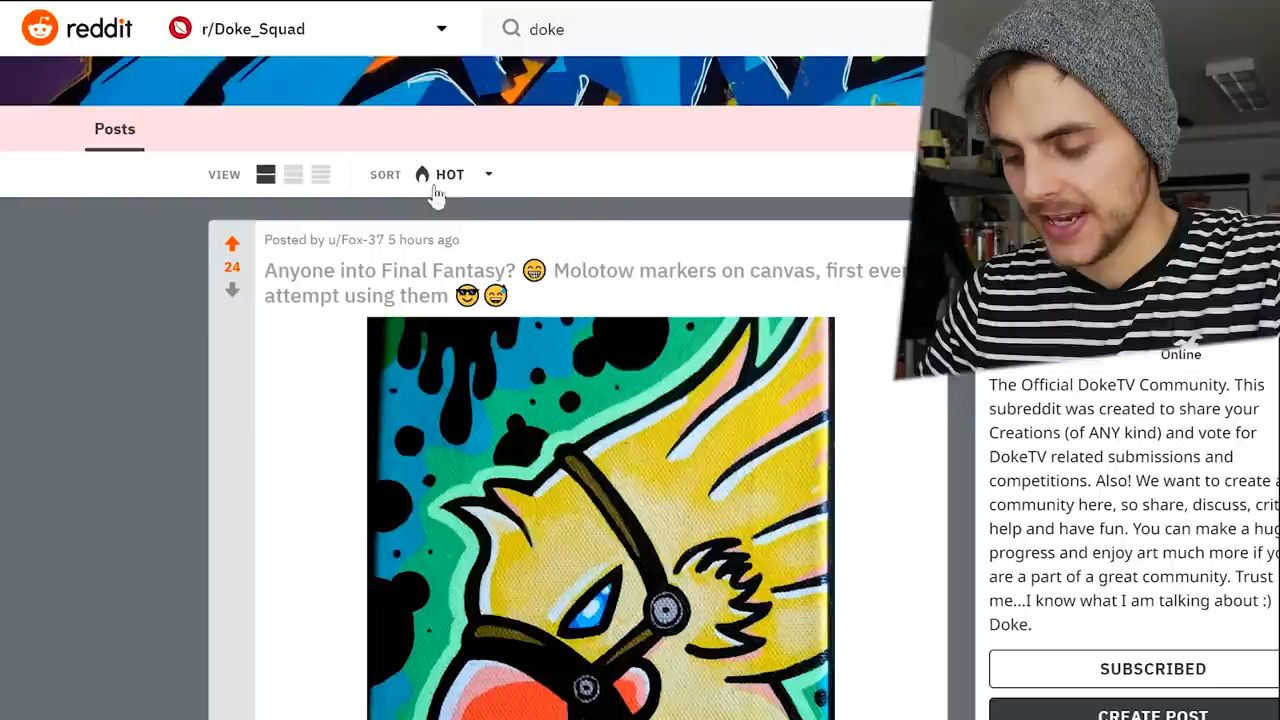 reddit
r/Doke_Squad
doke
Posts
VIEW
SORT
HOT
Posted by u/Fox-37 5 hours ago
24
Anyone into Final Fantasy? 😁 Molotow markers on canvas, first ever
attempt using them 😎 😅
Online
The Official DokeTV Community. This
subreddit was created to share your
Creations (of ANY kind) and vote for
DokeTV related submissions and
competitions. Also! We want to create a
community here, so share, discuss, crit
help and have fun. You can make a hug
progress and enjoy art much more if yo
are a part of a great community. Trust
me...I know what I am talking about :)
Doke.
SUBSCRIBED
CREATE POST